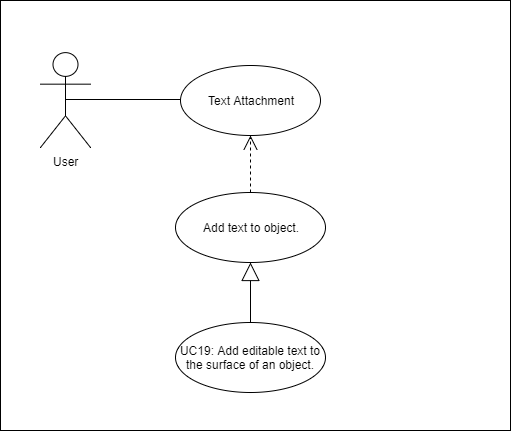 Text Attachment
User
Add text to object.
UC19: Add editable text to
the surface of an object.